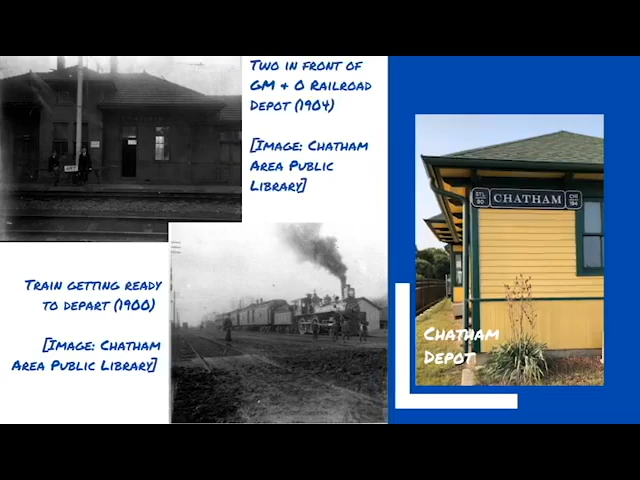 Two in front of
GM & O Railroad
Depot (1904)
[Image: Chatham
Area Public
Library]
Train getting ready
to depart (1900)
[Image: Chatham
Area Public Library]
CHATHAM
Chatham
Depot